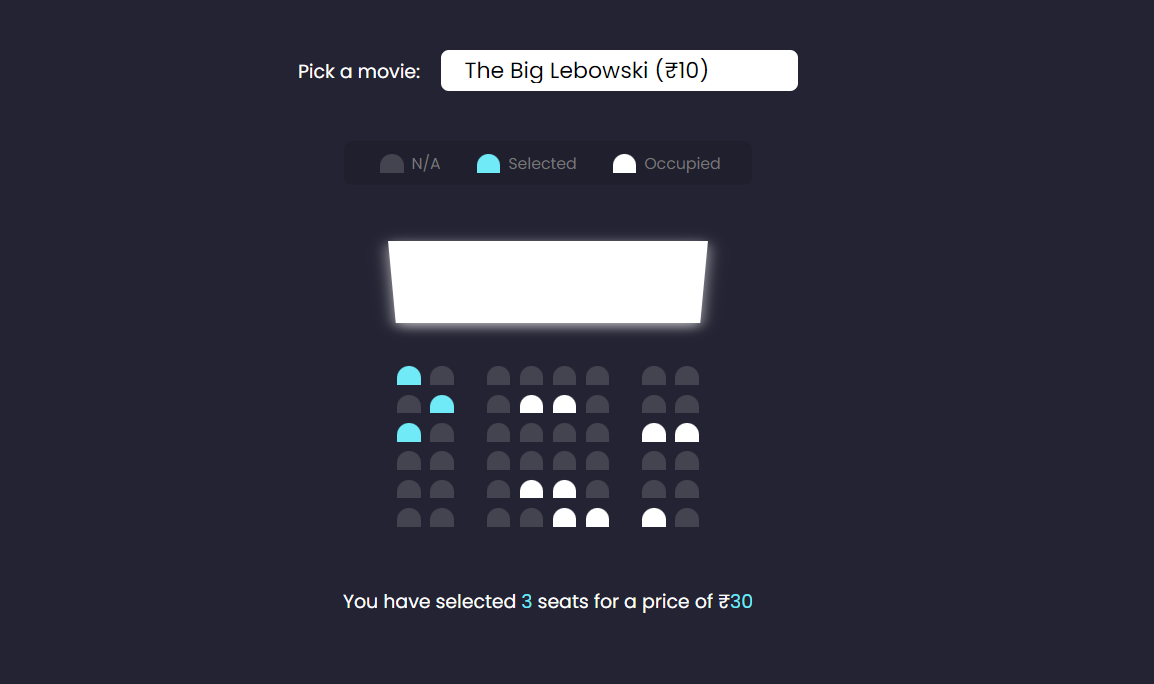 Pick a movie: The Big Lebowski (₹10)
N/A Selected Occupied
You have selected 3 seats for a price of ₹30